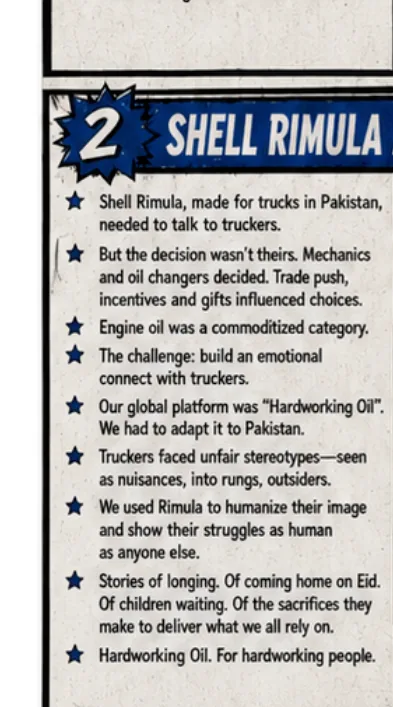 2 SHELL RIMULA
Shell Rimula, made for trucks in Pakistan,
needed to talk to truckers.
But the decision wasn't theirs. Mechanics
and oil changers decided. Trade push,
incentives and gifts influenced choices.
Engine oil was a commoditized category.
The challenge: build an emotional
connect with truckers.
Our global platform was “Hardworking Oil”.
We had to adapt it to Pakistan.
Truckers faced unfair stereotypes—seen
as nuisances, into rungs, outsiders.
We used Rimula to humanize their image
and show their struggles as human
as anyone else.
Stories of longing. Of coming home on Eid.
Of children waiting. Of the sacrifices they
make to deliver what we all rely on.
Hardworking Oil. For hardworking people.